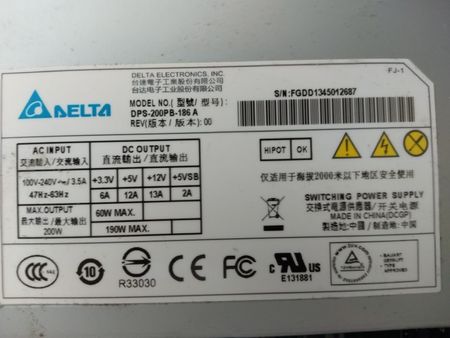 DELTA ELECTRONICS, INC.
台達電子工業股份有限公司
台达电子工业股份有限公司
FJ-1
DELTA
MODEL NO.( 型號/ 型号):
DPS-200PB-186 A
REV(版本 / 版本): 00
S/N:FGDD1345012687
AC INPUT
交流輸入/交流输入
100V-240V~/ 3.5A
47Hz-63Hz
MAX.OUTPUT
最大輸出/最大输出
200W
DC OUTPUT
直流輸出/ 直流输出
+3.3V +5V +12V +5VSB
6A 12A 13A 2A
60W MAX.
190W MAX.
HIPOT OK
仅适用于海拔2000米以下地区安全使用
SWITCHING POWER SUPPLY
交換式電源供應器/ 开关电源
MADE IN CHINA(DCGP)
製造地：中國 / 制造地: 中国
CCC
10
R33030
CE
FC
c UL US
E131881
BAUART
GEPRÜFT
TYPE
APPROVED